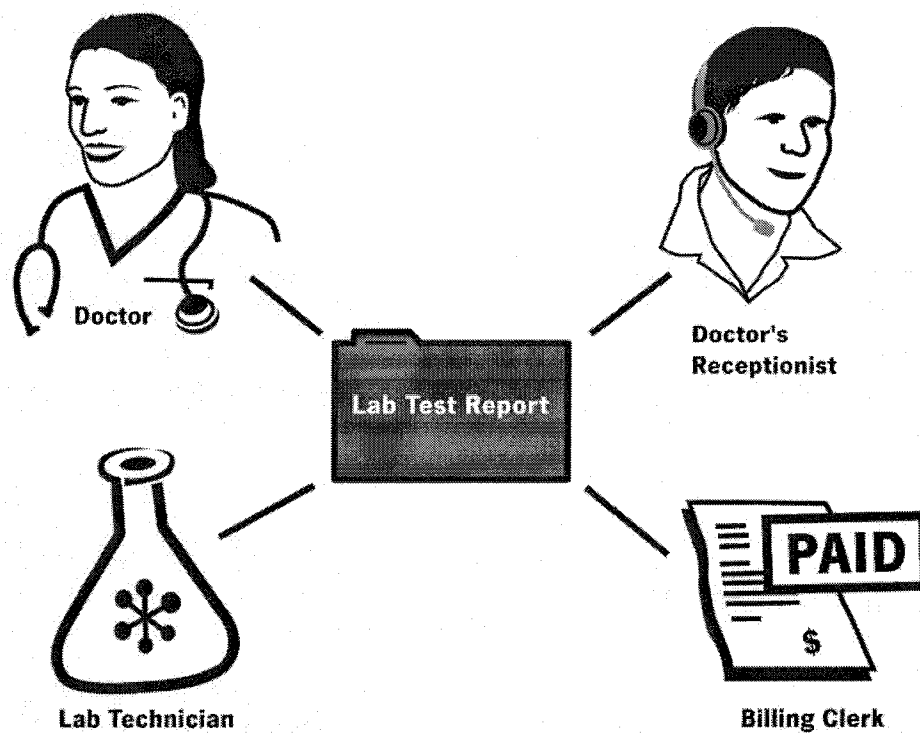 Doctor
Doctor's
Receptionist
Lab Test Report
PAID
$
Lab Technician
Billing Clerk